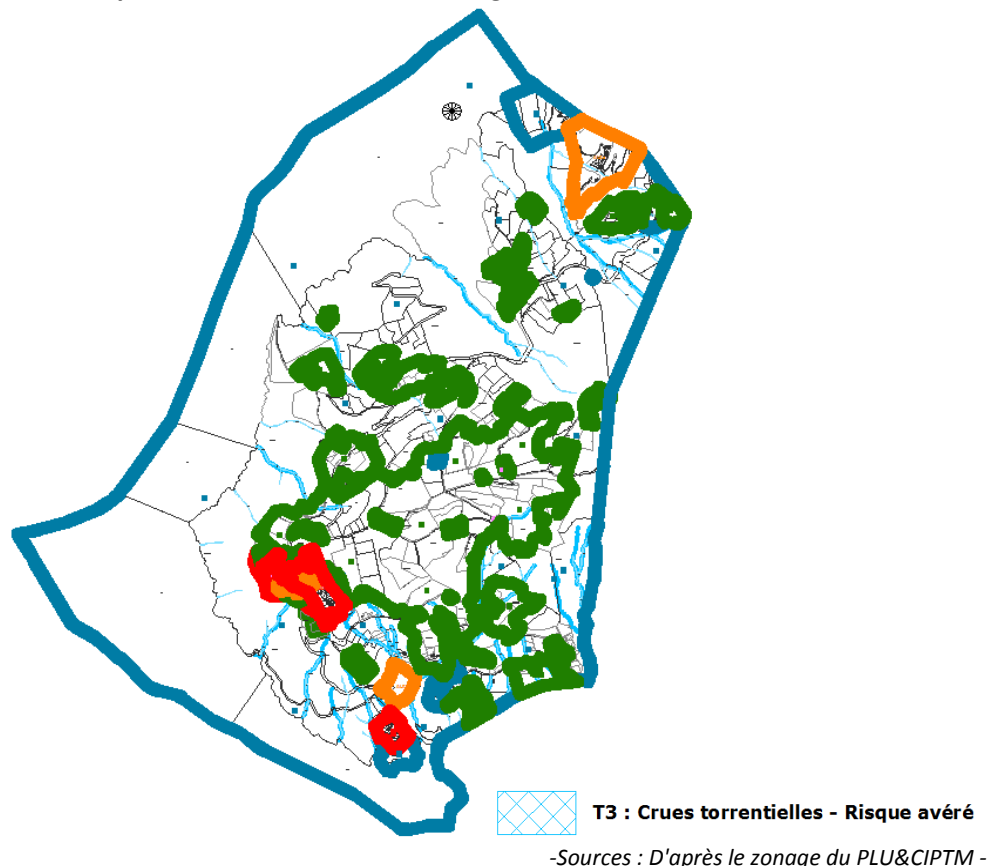 T3 : Crues torrentielles - Risque avéré
-Sources : D'après le zonage du PLU&CIPTM -